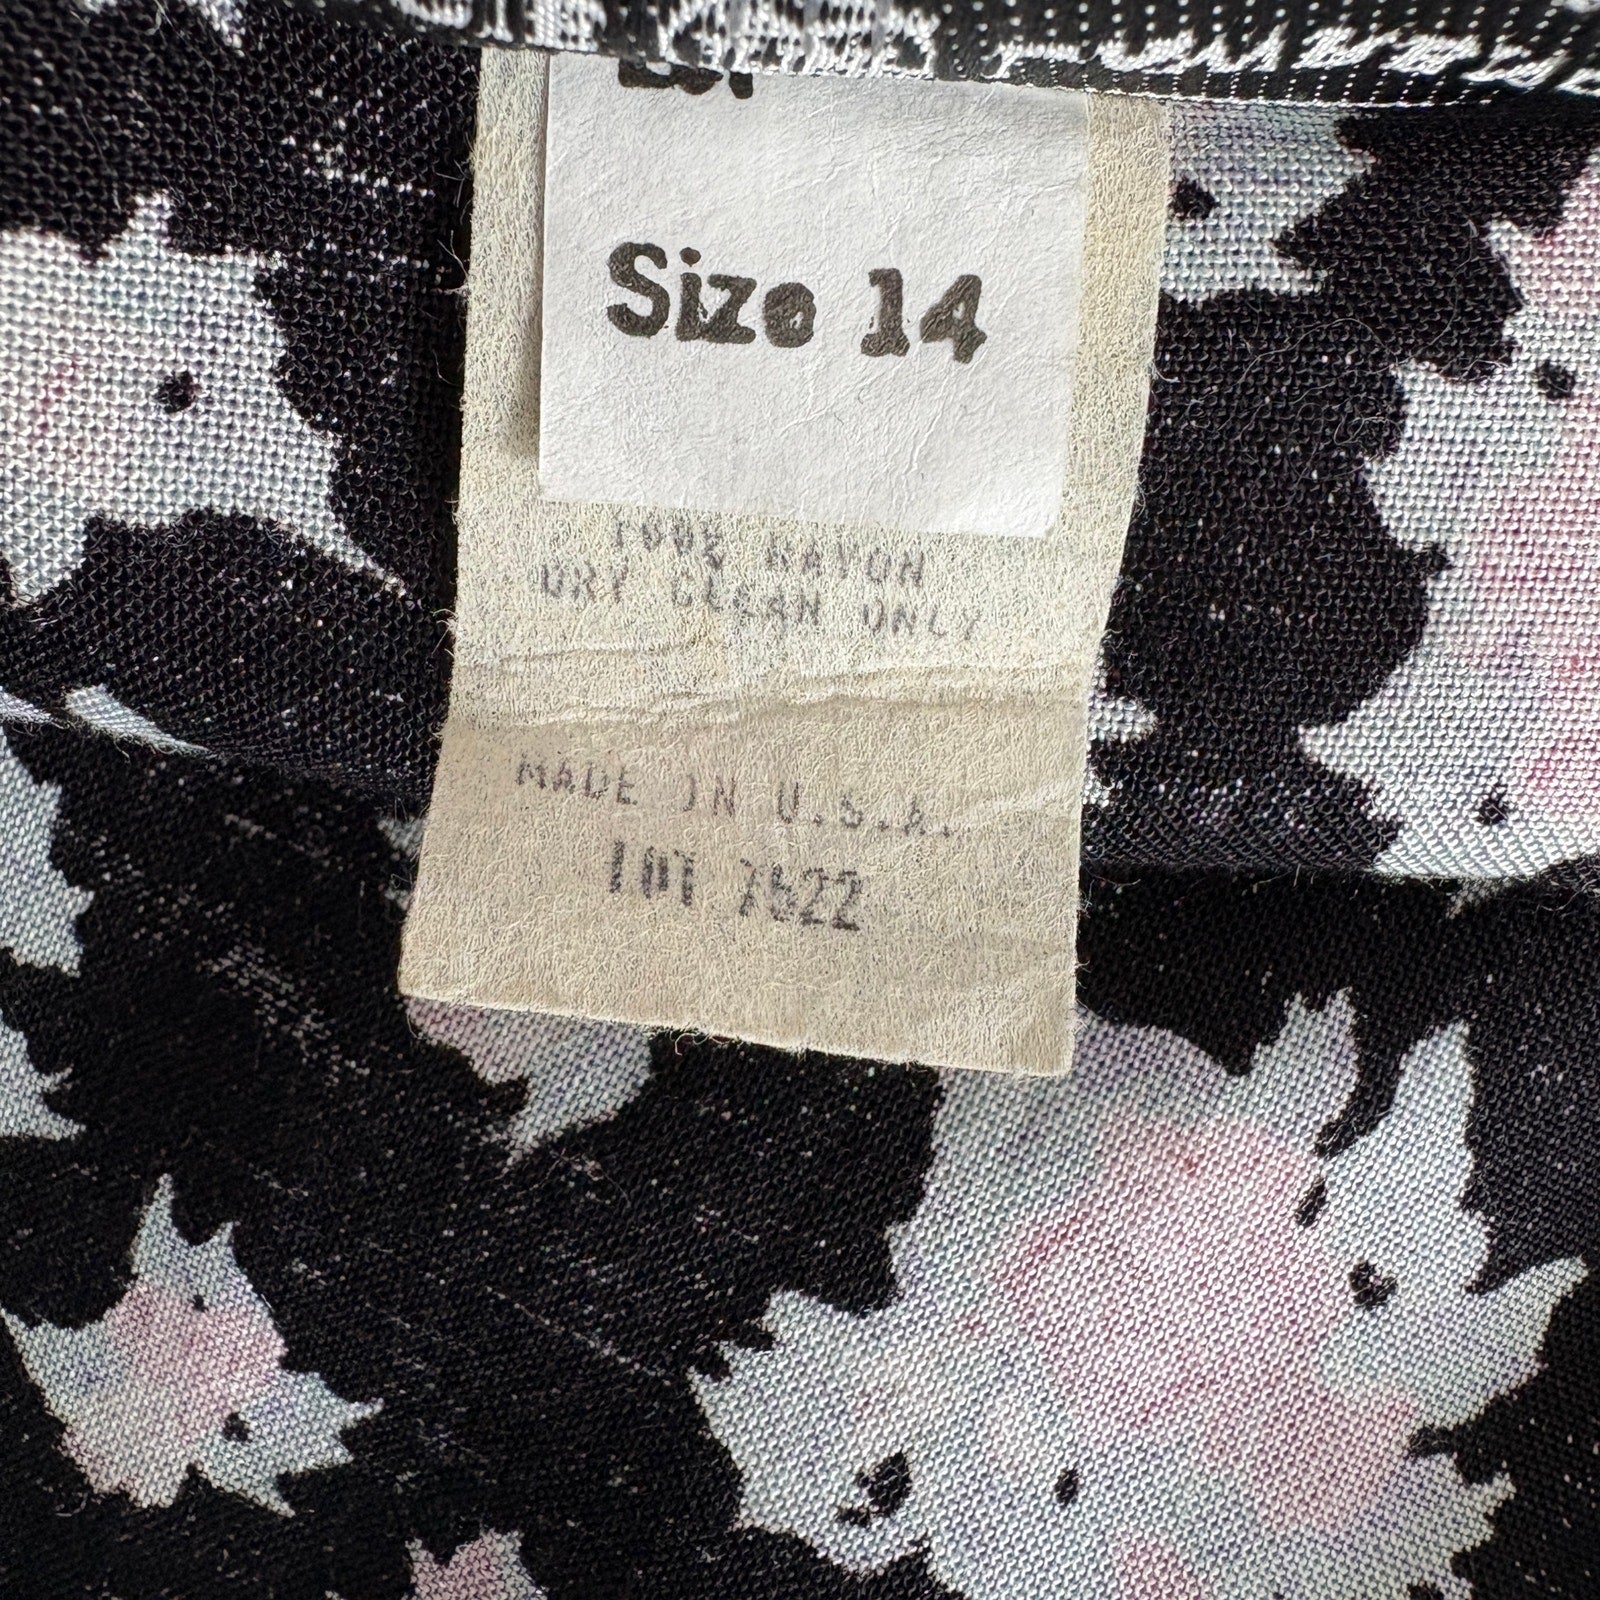 Size 14
100% RAYON
DRY CLEAN ONLY
MADE IN U.S.A.
LOT 7622